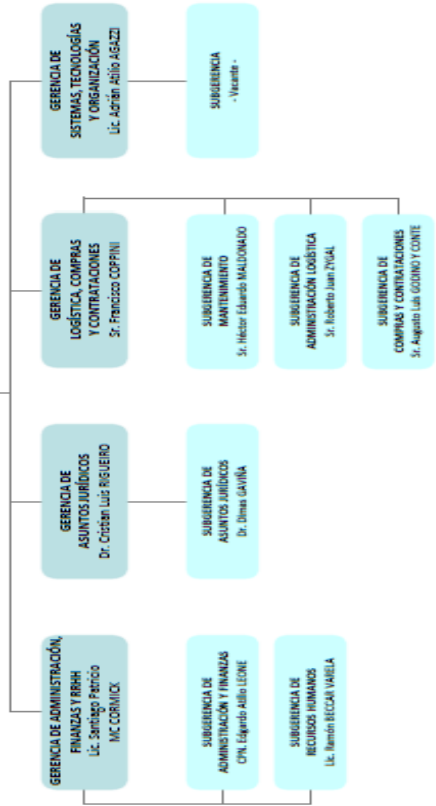 GERENCIA DE ADMINISTRACIÓN,
FINANZAS Y RRHH
Lic. Santiago Patricio
MC CORMICK
SUBGERENCIA DE
ADMINISTRACIÓN Y FINANZAS
CPN. Edgardo Atilio LEONE
SUBGERENCIA DE
RECURSOS HUMANOS
Lic. Ramón BECCAR VARELA
GERENCIA DE
ASUNTOS JURÍDICOS
Dr. Cristian Luis RIGUEIRO
SUBGERENCIA DE
ASUNTOS JURÍDICOS
Dr. Dimas GAVIÑA
GERENCIA DE
LOGÍSTICA, COMPRAS
Y CONTRATACIONES
Sr. Francisco COPPINI
SUBGERENCIA DE
MANTENIMIENTO
Sr. Héctor Eduardo MALDONADO
SUBGERENCIA DE
ADMINISTRACIÓN LOGÍSTICA
Sr. Roberto Juan ZYGAL
SUBGERENCIA DE
COMPRAS Y CONTRATACIONES
Sr. Augusto Luis GODINO Y CONTE
GERENCIA DE
SISTEMAS, TECNOLOGÍAS
Y ORGANIZACIÓN
Lic. Adrián Atilio AGAZZI
SUBGERENCIA
- Vacante -